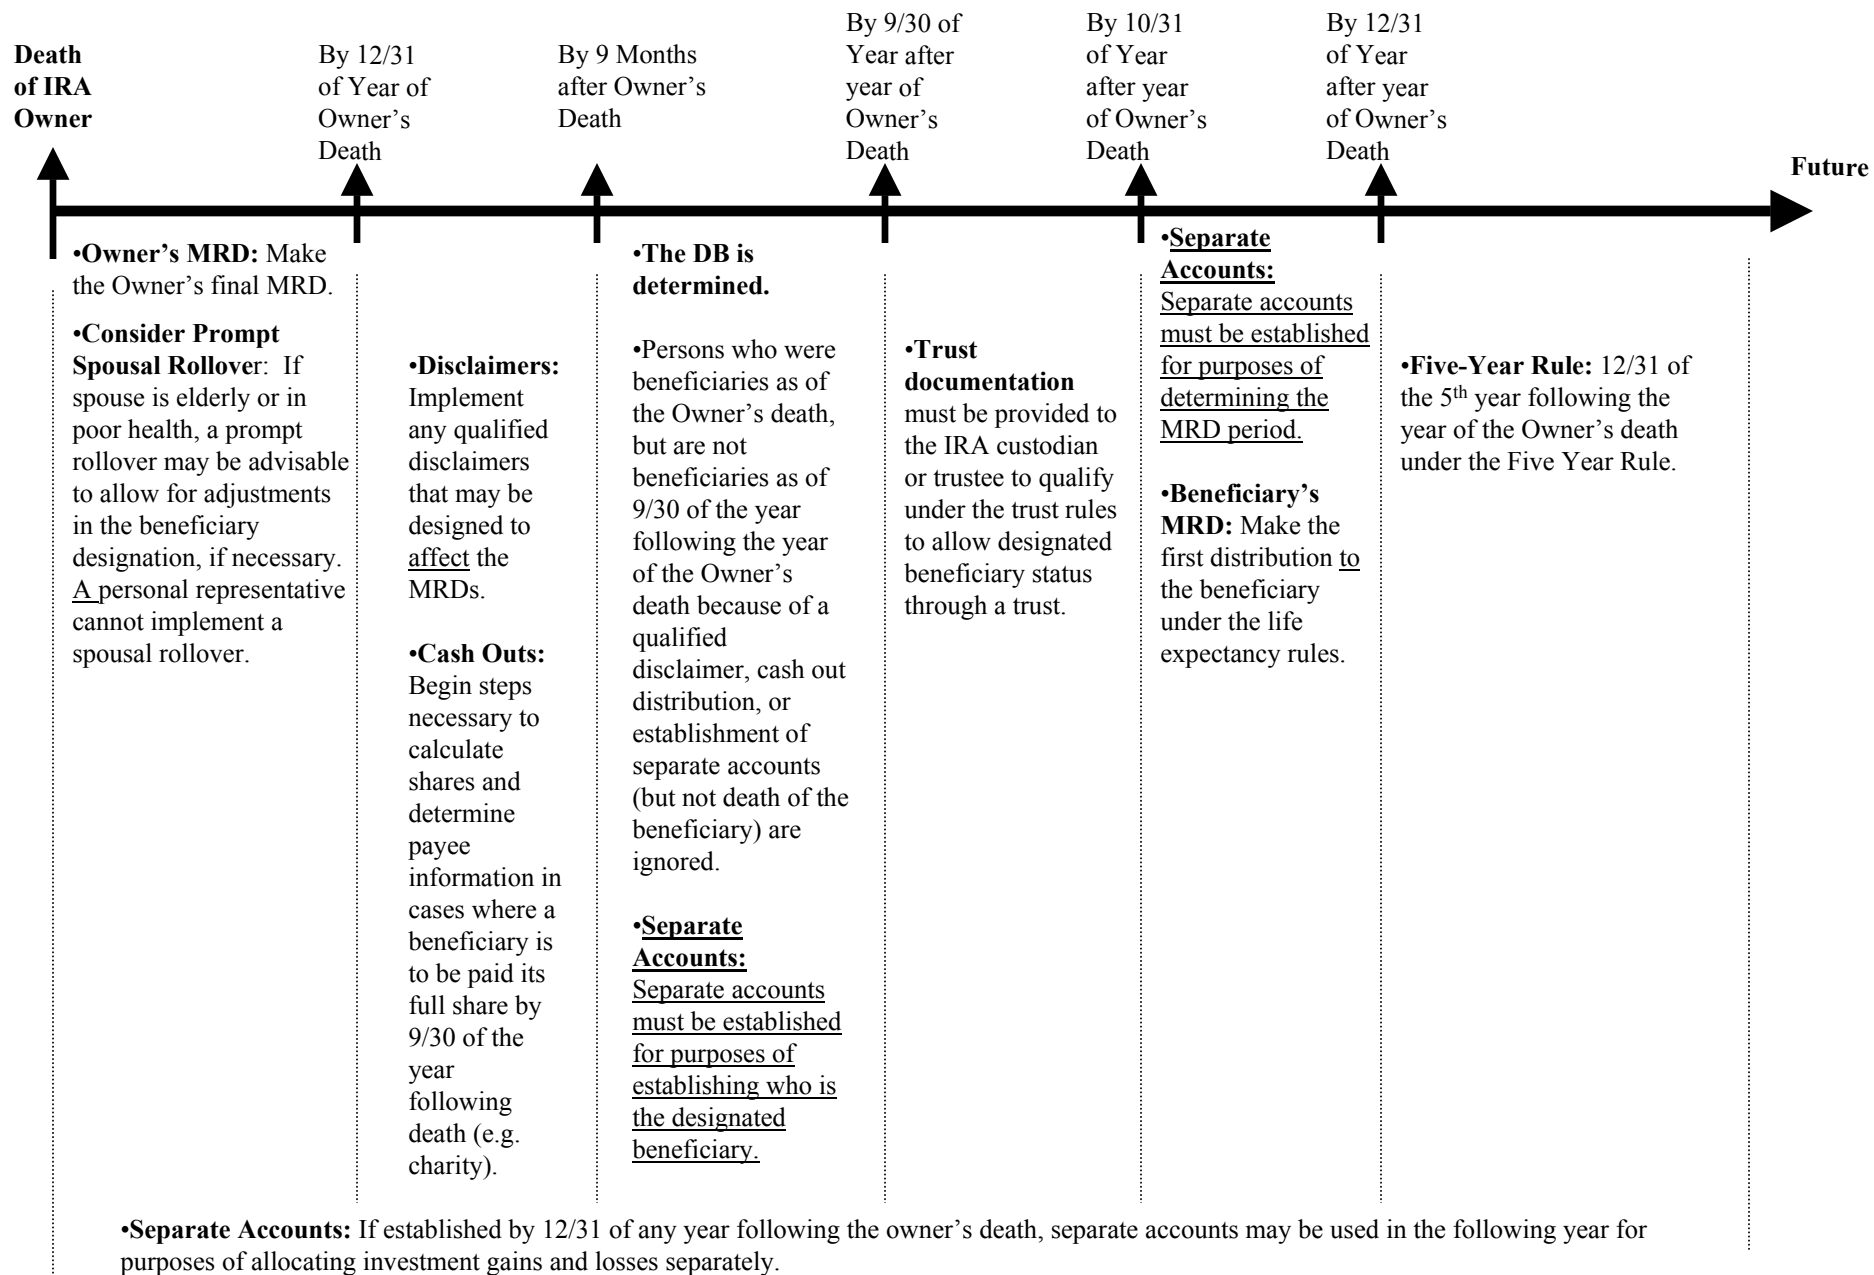 Death
of IRA
Owner
By 12/31
of Year of
Owner's
Death
By 9 Months
after Owner's
Death
By 9/30 of
Year after
year of
Owner's
Death
By 10/31
of Year
after year
of Owner's
Death
By 12/31
of Year
after year
of Owner's
Death
Future
•Owner's MRD: Make
the Owner's final MRD.
•Consider Prompt
Spousal Rollover: If
spouse is elderly or in
poor health, a prompt
rollover may be advisable
to allow for adjustments
in the beneficiary
designation, if necessary.
A personal representative
cannot implement a
spousal rollover.
•Disclaimers:
Implement
any qualified
disclaimers
that may be
designed to
affect the
MRDs.
•Cash Outs:
Begin steps
necessary to
calculate
shares and
determine
payee
information in
cases where a
beneficiary is
to be paid its
full share by
9/30 of the
year
following
death (e.g.
charity).
•The DB is
determined.
•Persons who were
beneficiaries as of
the Owner's death,
but are not
beneficiaries as of
9/30 of the year
following the year
of the Owner's
death because of a
qualified
disclaimer, cash out
distribution, or
establishment of
separate accounts
(but not death of the
beneficiary) are
ignored.
•Separate
Accounts:
Separate accounts
must be established
for purposes of
establishing who is
the designated
beneficiary.
•Trust
documentation
must be provided to
the IRA custodian
or trustee to qualify
under the trust rules
to allow designated
beneficiary status
through a trust.
•Separate
Accounts:
Separate accounts
must be established
for purposes of
determining the
MRD period.
•Beneficiary's
MRD: Make the
first distribution to
the beneficiary
under the life
expectancy rules.
•Five-Year Rule: 12/31 of
the 5th year following the
year of the Owner's death
under the Five Year Rule.
•Separate Accounts: If established by 12/31 of any year following the owner's death, separate accounts may be used in the following year for
purposes of allocating investment gains and losses separately.